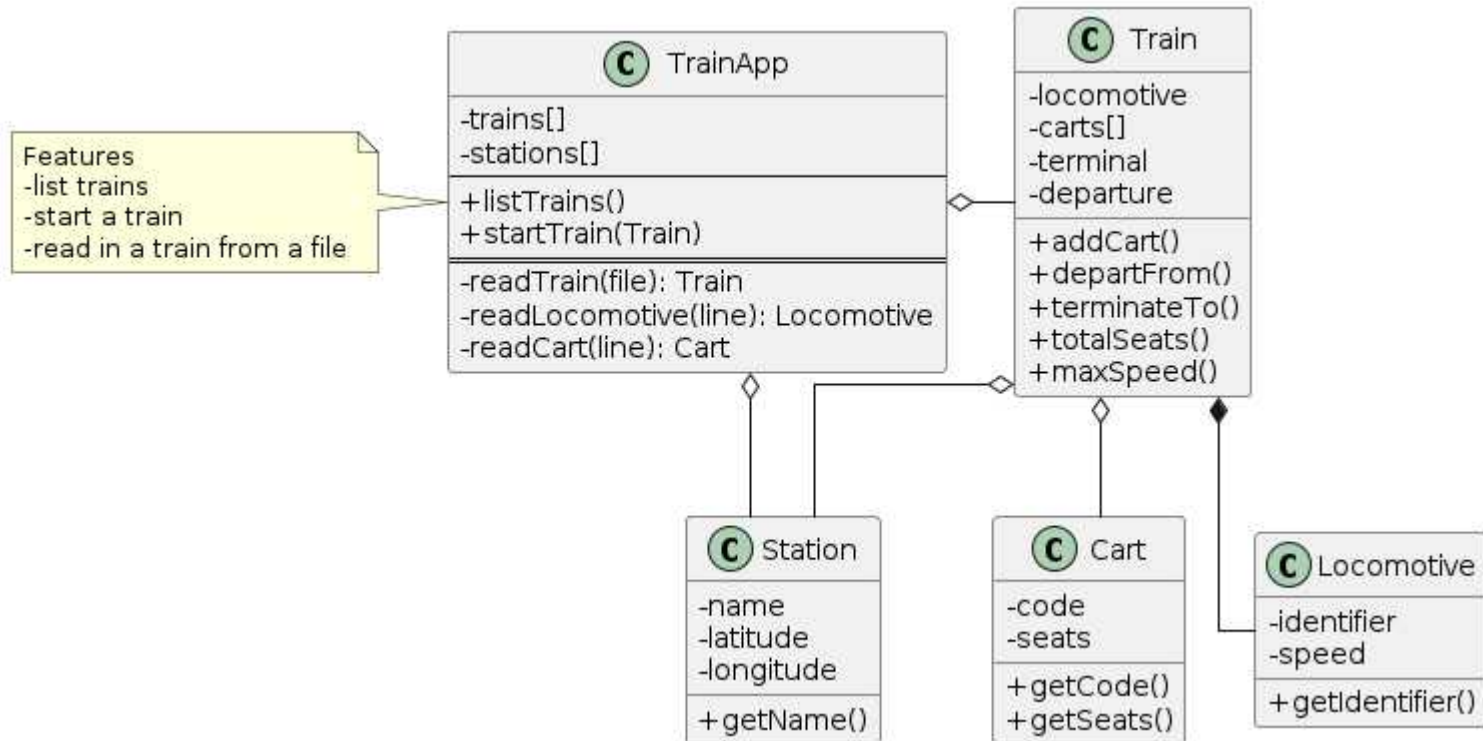 Features
-list trains
-start a train
-read in a train from a file
C TrainApp
-trains[]
-stations[]
+listTrains()
+startTrain(Train)
-readTrain(file): Train
-readLocomotive(line): Locomotive
-readCart(line): Cart
C Train
-locomotive
-carts[]
-terminal
-departure
+addCart()
+departFrom()
+terminateTo()
+totalSeats()
+maxSpeed()
C Station
-name
-latitude
-longitude
+getName()
C Cart
-code
-seats
+getCode()
+getSeats()
C Locomotive
-identifier
-speed
+getIdentifier()